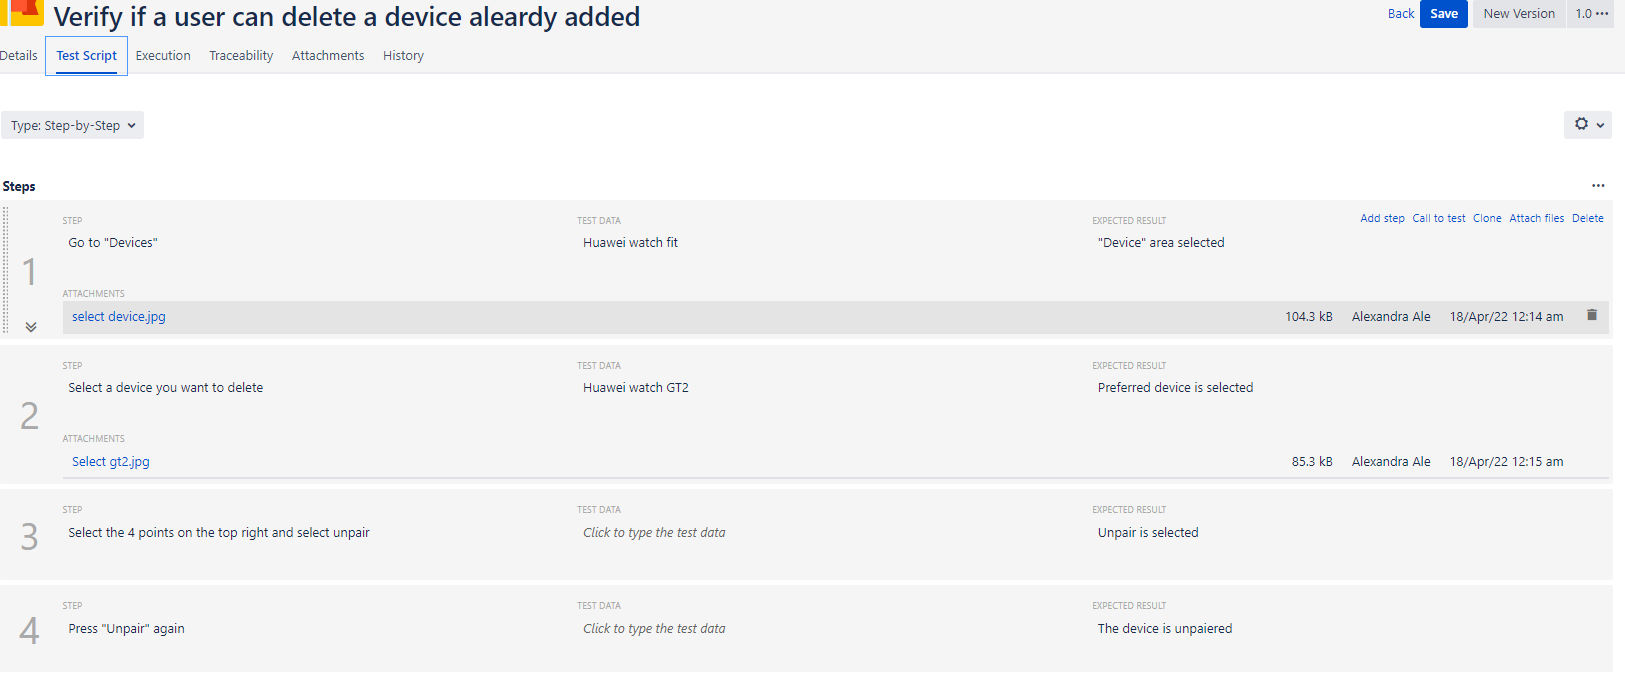 Verify if a user can delete a device aleardy added
Back Save New Version 1.0 ···
Details Test Script Execution Traceability Attachments History
Type: Step-by-Step
Steps
···
STEP TEST DATA EXPECTED RESULT Add step Call to test Clone Attach files Delete
Go to "Devices" Huawei watch fit "Device" area selected
1
ATTACHMENTS
select device.jpg 104.3 kB Alexandra Ale 18/Apr/22 12:14 am
STEP TEST DATA EXPECTED RESULT
Select a device you want to delete Huawei watch GT2 Preferred device is selected
2
ATTACHMENTS
Select gt2.jpg 85.3 kB Alexandra Ale 18/Apr/22 12:15 am
STEP TEST DATA EXPECTED RESULT
3 Select the 4 points on the top right and select unpair Click to type the test data Unpair is selected
STEP TEST DATA EXPECTED RESULT
4 Press "Unpair" again Click to type the test data The device is unpaiered